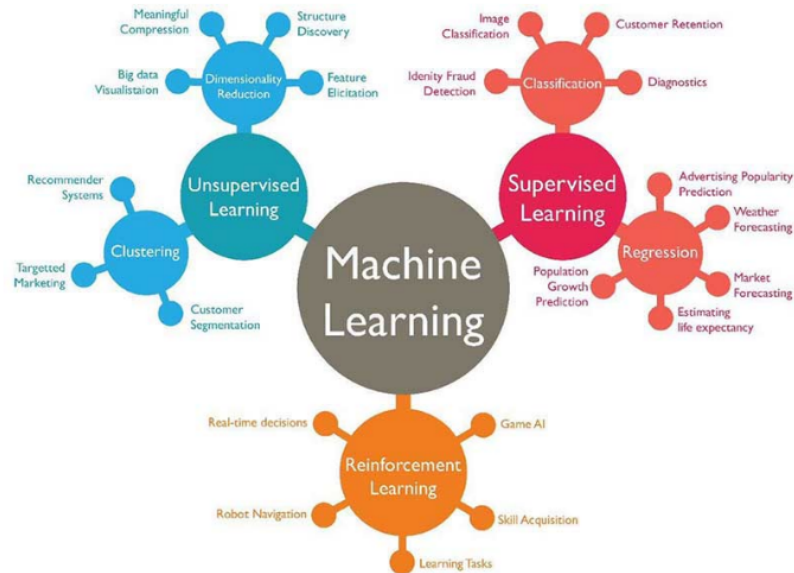 Meaningful
Compression
Structure
Discovery
Big data
Visualistaion
Dimensionality
Reduction
Feature
Elicitation
Unsupervised
Learning
Recommender
Systems
Clustering
Targetted
Marketing
Customer
Segmentation
Machine
Learning
Image
Classification
Customer Retention
Idenity Fraud
Detection
Classification
Diagnostics
Supervised
Learning
Advertising Popularity
Prediction
Weather
Forecasting
Regression
Population
Growth
Prediction
Market
Forecasting
Estimating
life expectancy
Real-time decisions
Game AI
Reinforcement
Learning
Robot Navigation
Skill Acquisition
Learning Tasks